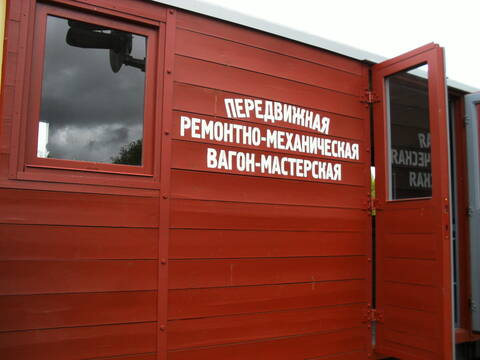 ПЕРЕДВИЖНАЯ
РЕМОНТНО-МЕХАНИЧЕСКАЯ
ВАГОН-МАСТЕРСКАЯ